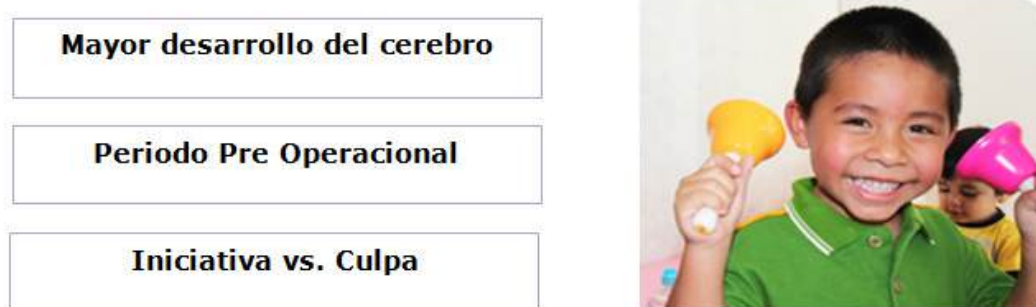 Mayor desarrollo del cerebro
Periodo Pre Operacional
Iniciativa vs. Culpa